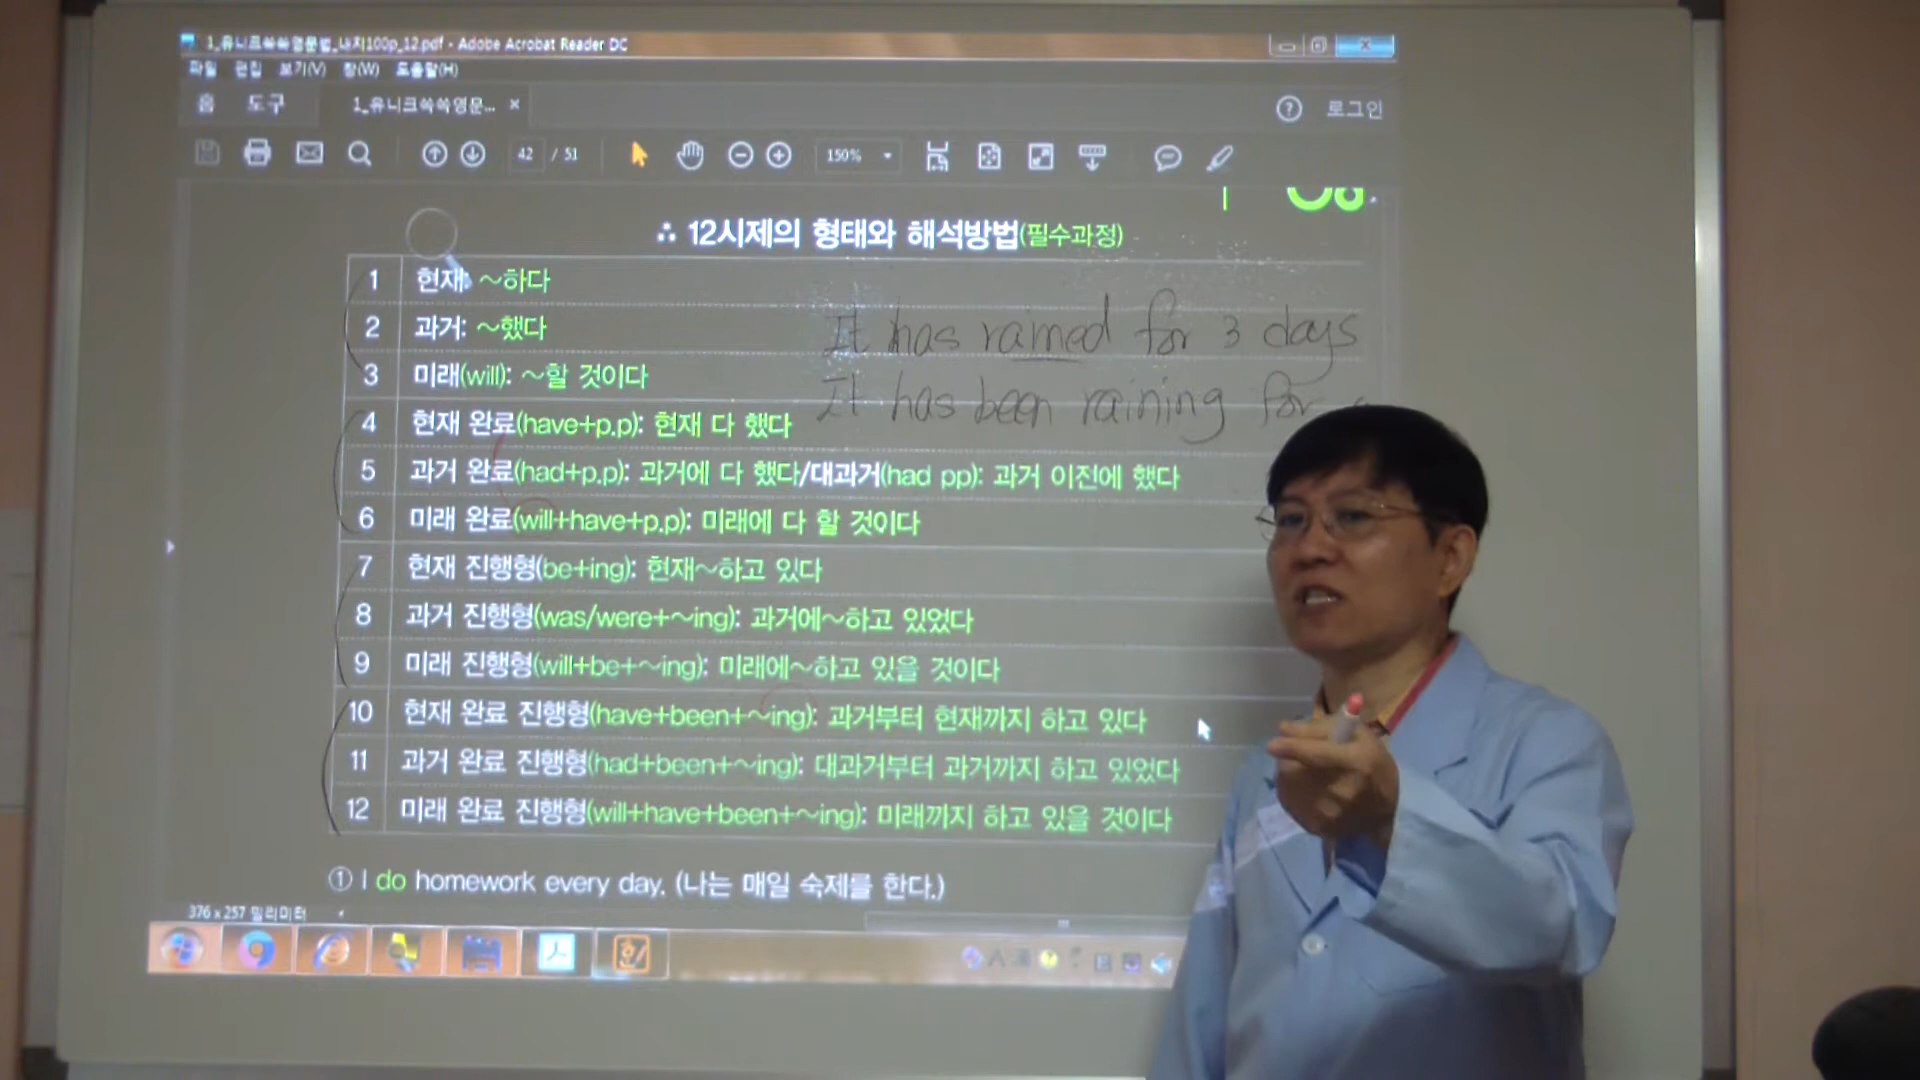 1_유니크쏙쏙영문법_내지100p_12.pdf - Adobe Acrobat Reader DC
파일 편집 보기(V) 창(W) 도움말(H)
홈 도구 1_유니크쏙쏙영문... × ? 로그인
42 / 51 150%
∴ 12시제의 형태와 해석방법(필수과정)
1 현재: ~하다
2 과거: ~했다
It has rained for 3 days
3 미래(will): ~할 것이다
It has been raining for
4 현재 완료(have+p.p): 현재 다 했다
5 과거 완료(had+p.p): 과거에 다 했다/대과거(had pp): 과거 이전에 했다
6 미래 완료(will+have+p.p): 미래에 다 할 것이다
7 현재 진행형(be+ing): 현재~하고 있다
8 과거 진행형(was/were+~ing): 과거에~하고 있었다
9 미래 진행형(will+be+~ing): 미래에~하고 있을 것이다
10 현재 완료 진행형(have+been+~ing): 과거부터 현재까지 하고 있다
11 과거 완료 진행형(had+been+~ing): 대과거부터 과거까지 하고 있었다
12 미래 완료 진행형(will+have+been+~ing): 미래까지 하고 있을 것이다
① I do homework every day. (나는 매일 숙제를 한다.)
376 x 257 밀리미터
한 A 漢